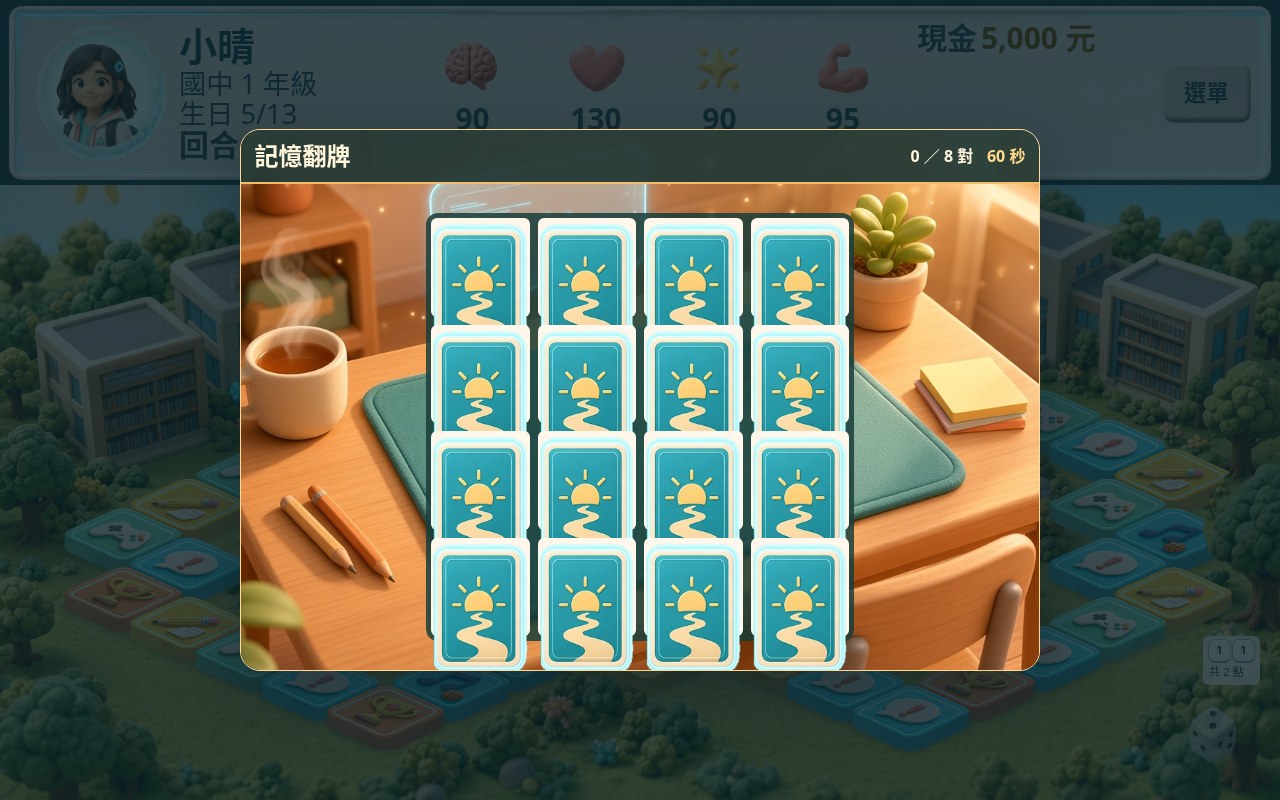 小晴
國中 1 年級
生日 5/13
回合
90
130
90
95
現金 5,000 元
選單
記憶翻牌
0 ／ 8 對 60 秒
1 1
共 2 點